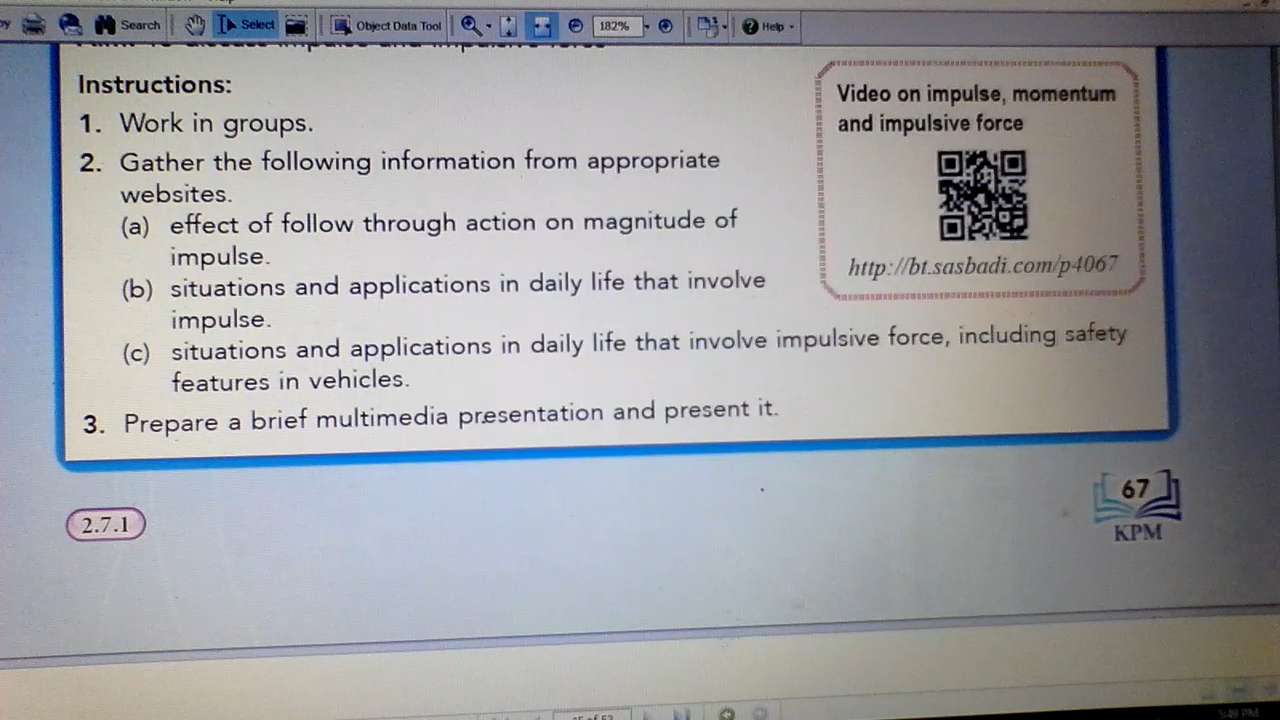 Search
Select
Object Data Tool
182%
Help
Instructions:
1. Work in groups.
2. Gather the following information from appropriate
websites.
(a) effect of follow through action on magnitude of
impulse.
(b) situations and applications in daily life that involve
impulse.
(c) situations and applications in daily life that involve impulsive force, including safety
features in vehicles.
3. Prepare a brief multimedia presentation and present it.
Video on impulse, momentum
and impulsive force
http://bt.sasbadi.com/p4067
2.7.1
67
KPM